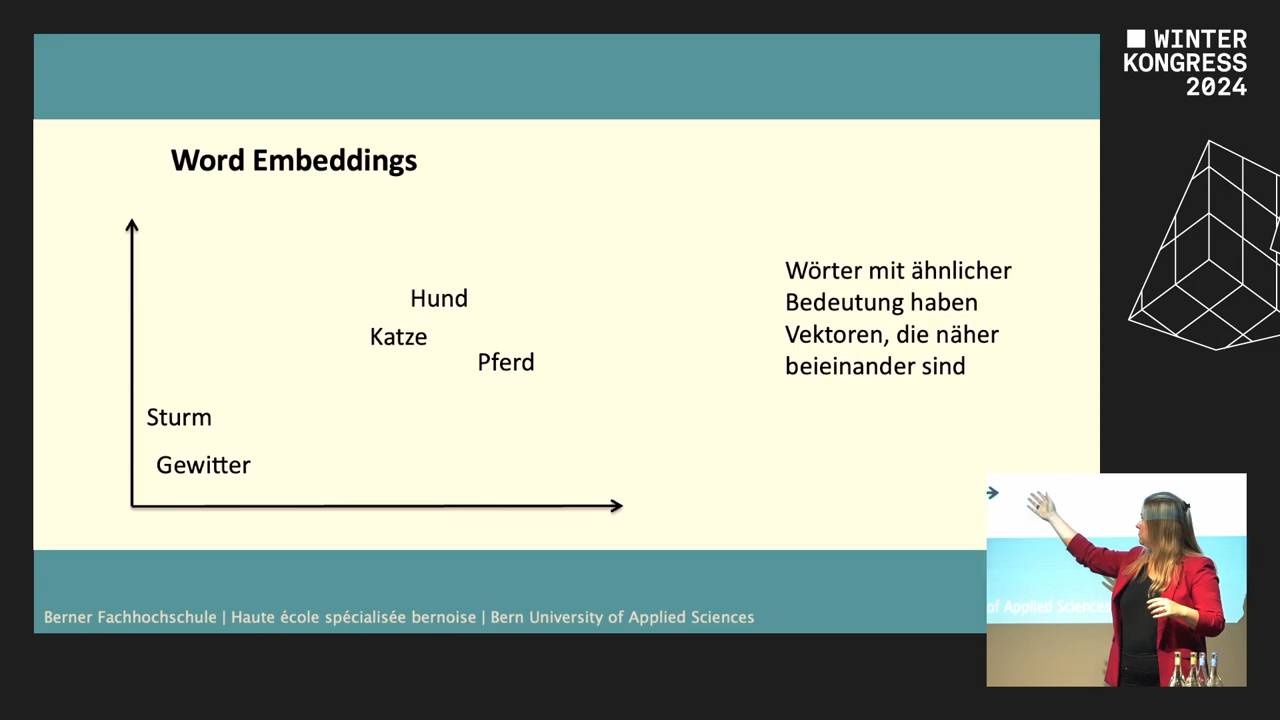 WINTER
KONGRESS
2024
Word Embeddings
Hund
Katze
Pferd
Sturm
Gewitter
Wörter mit ähnlicher
Bedeutung haben
Vektoren, die näher
beieinander sind
Berner Fachhochschule | Haute école spécialisée bernoise | Bern University of Applied Sciences
of Applied Sciences